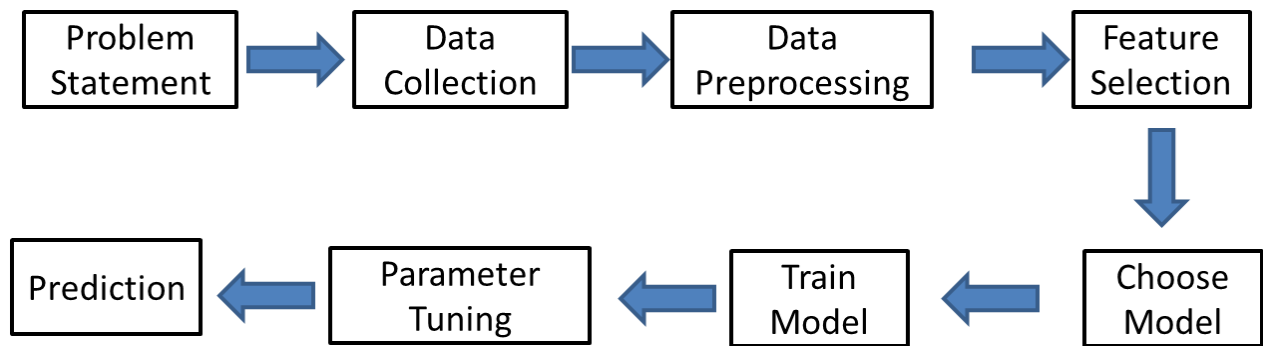 Problem
Statement
Data
Collection
Data
Preprocessing
Feature
Selection
Choose
Model
Train
Model
Parameter
Tuning
Prediction